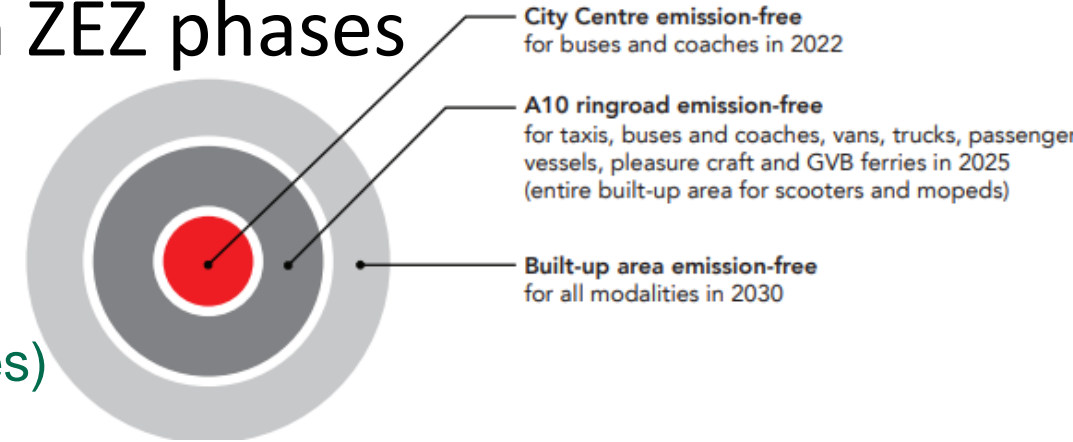 ZEZ phases
City Centre emission-free
for buses and coaches in 2022
A10 ringroad emission-free
for taxis, buses and coaches, vans, trucks, passenger
vessels, pleasure craft and GVB ferries in 2025
(entire built-up area for scooters and mopeds)
Built-up area emission-free
for all modalities in 2030
es)